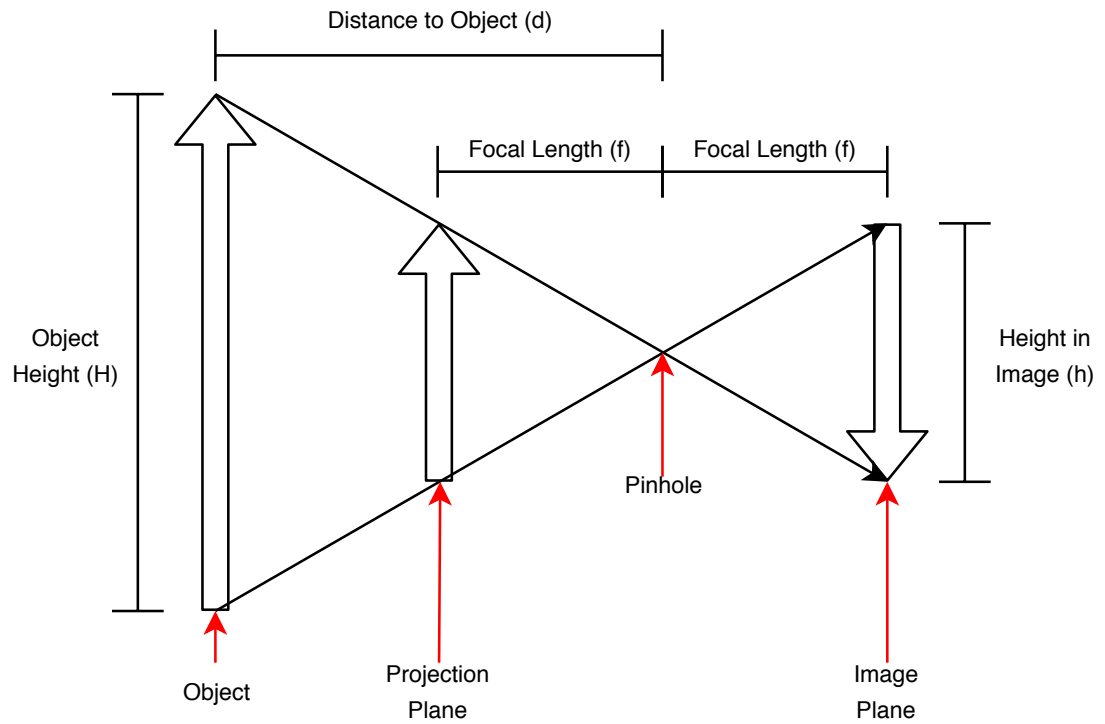 Distance to Object (d)
Focal Length (f)
Focal Length (f)
Object
Height (H)
Height in
Image (h)
Pinhole
Object
Projection
Plane
Image
Plane